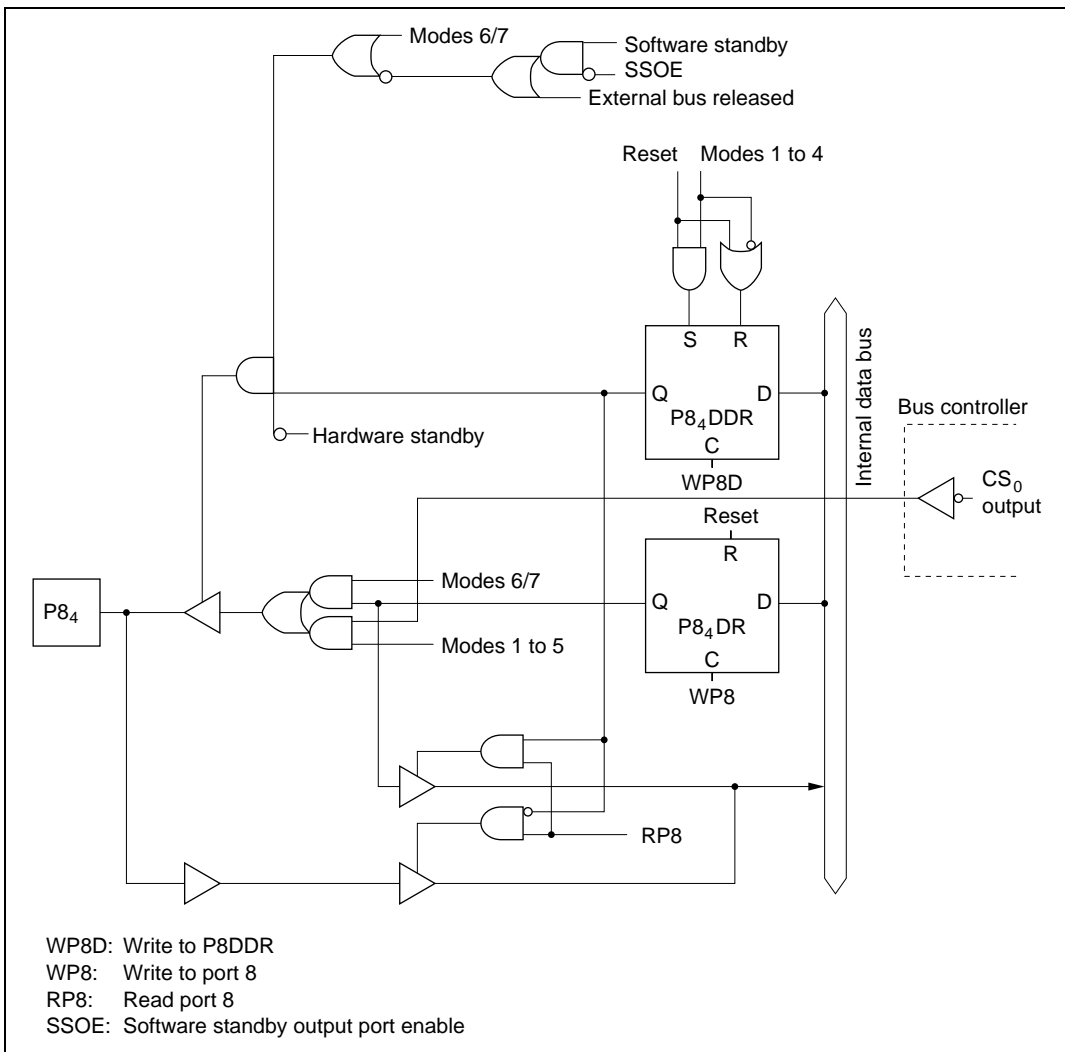 Modes 6/7
Software standby
SSOE
External bus released
Reset Modes 1 to 4
S R
Q D
P8₄DDR
C
WP8D
Hardware standby
Internal data bus
Bus controller
CS₀
output
Reset
R
Modes 6/7
Q D
P8₄
P8₄DR
Modes 1 to 5
C
WP8
RP8
WP8D: Write to P8DDR
WP8: Write to port 8
RP8: Read port 8
SSOE: Software standby output port enable